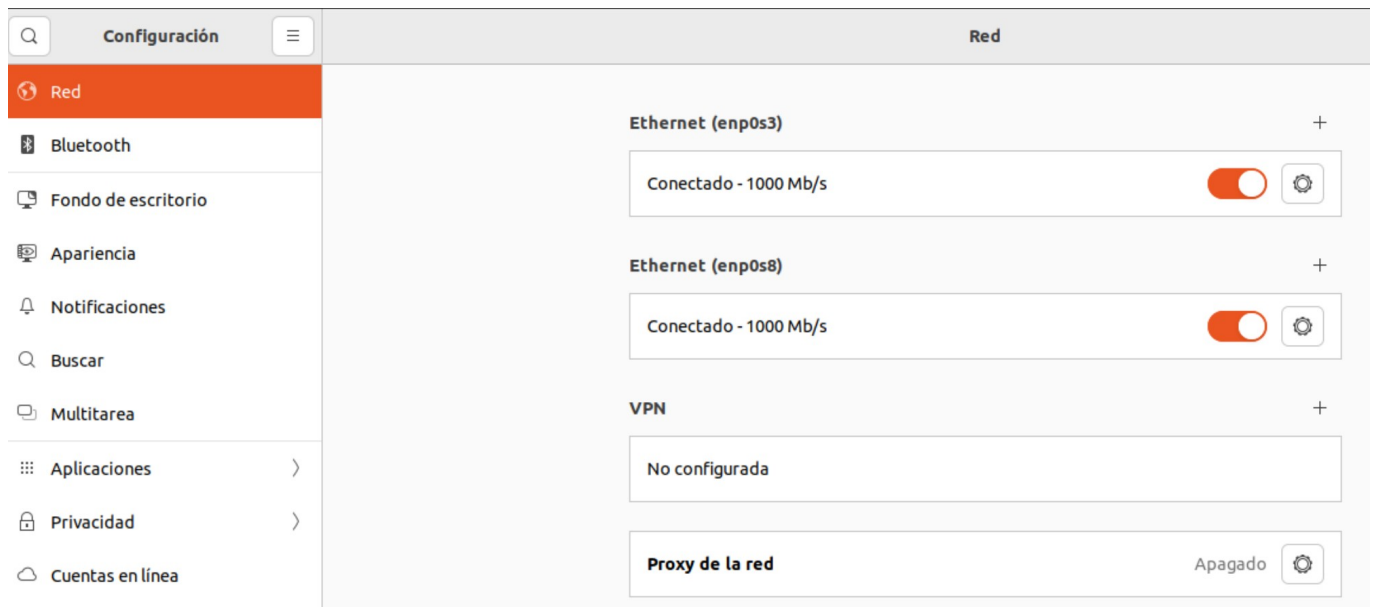 Configuración
Red
Red
Bluetooth
Fondo de escritorio
Apariencia
Notificaciones
Buscar
Multitarea
Aplicaciones
Privacidad
Cuentas en línea
Ethernet (enp0s3)
Conectado - 1000 Mb/s
Ethernet (enp0s8)
Conectado - 1000 Mb/s
VPN
No configurada
Proxy de la red Apagado